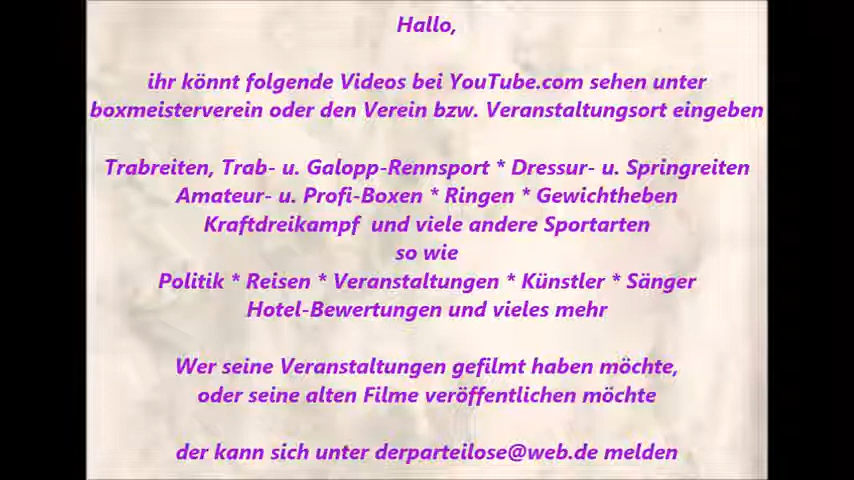 Hallo,
ihr könnt folgende Videos bei YouTube.com sehen unter
boxmeisterverein oder den Verein bzw. Veranstaltungsort eingeben
Trabreiten, Trab- u. Galopp-Rennsport * Dressur- u. Springreiten
Amateur- u. Profi-Boxen * Ringen * Gewichtheben
Kraftdreikampf und viele andere Sportarten
so wie
Politik * Reisen * Veranstaltungen * Künstler * Sänger
Hotel-Bewertungen und vieles mehr
Wer seine Veranstaltungen gefilmt haben möchte,
oder seine alten Filme veröffentlichen möchte
der kann sich unter derparteilose@web.de melden